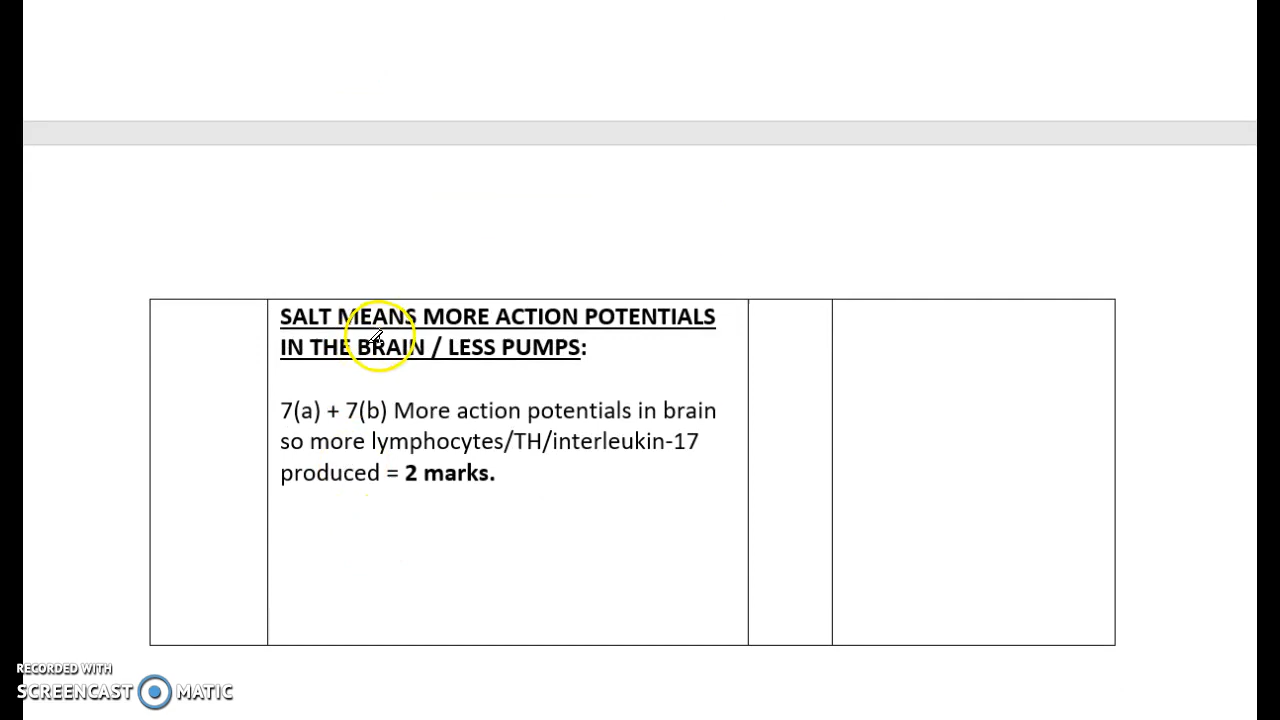 SALT MEANS MORE ACTION POTENTIALS
IN THE BRAIN / LESS PUMPS:
7(a) + 7(b) More action potentials in brain
so more lymphocytes/TH/interleukin-17
produced = 2 marks.
RECORDED WITH
SCREENCAST MATIC